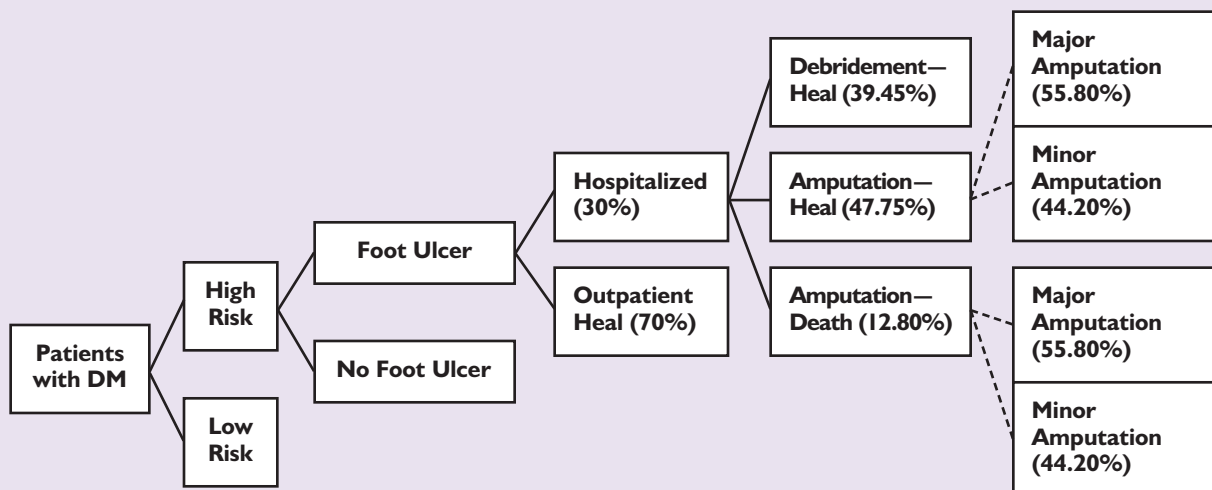 Patients
with DM
High
Risk
Low
Risk
Foot Ulcer
No Foot Ulcer
Hospitalized
(30%)
Outpatient
Heal (70%)
Debridement—
Heal (39.45%)
Amputation—
Heal (47.75%)
Amputation—
Death (12.80%)
Major
Amputation
(55.80%)
Minor
Amputation
(44.20%)
Major
Amputation
(55.80%)
Minor
Amputation
(44.20%)